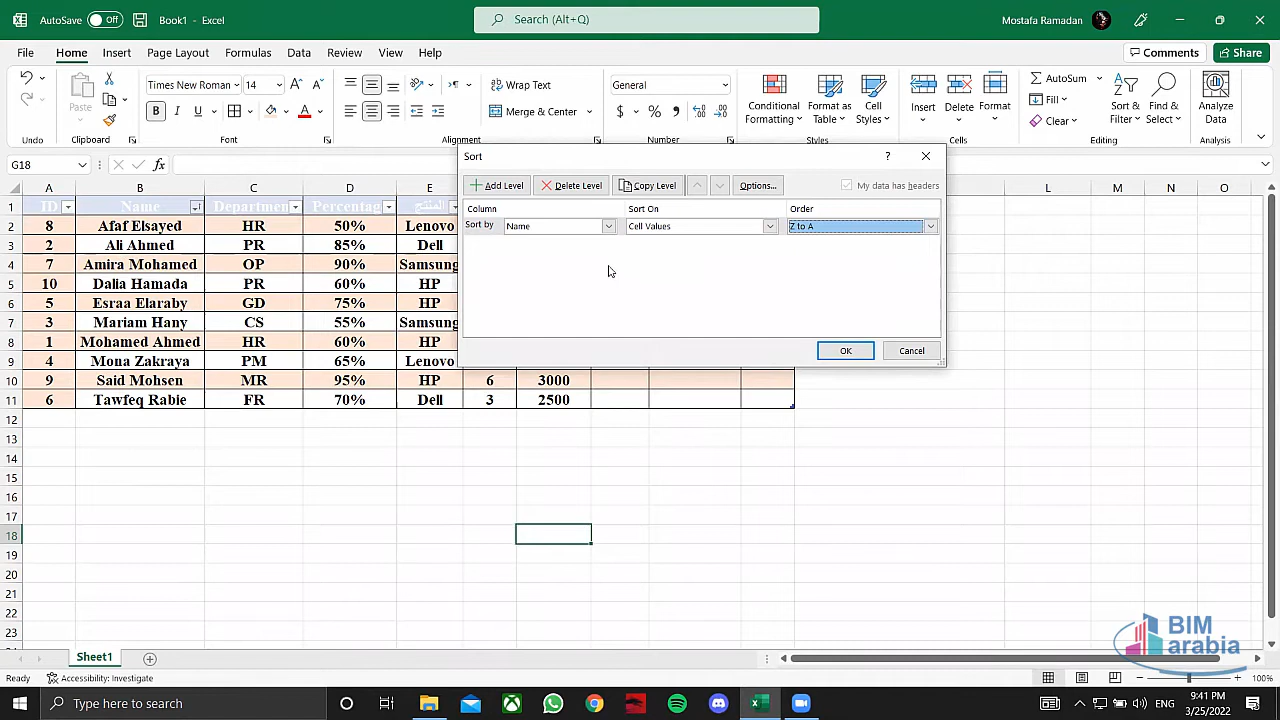 AutoSave Off Book1 - Excel Search (Alt+Q) Mostafa Ramadan
File Home Insert Page Layout Formulas Data Review View Help Comments Share
Times New Roman 14 Wrap Text General AutoSum
Paste Merge & Center Conditional Formatting Format as Table Cell Styles Insert Delete Format Fill Clear Sort & Filter Find & Select Analyze Data
Undo Clipboard Font Alignment Styles Cells Editing Analysis
G18 fx
Sort ?
Add Level Delete Level Copy Level Options... My data has headers
Column Sort On Order
Sort by Name Cell Values Z to A
OK Cancel
A B C D E L M N O
1 ID Name Departmen Percentag المنتج
2 8 Afaf Elsayed HR 50% Lenovo
3 2 Ali Ahmed PR 85% Dell
4 7 Amira Mohamed OP 90% Samsung
5 10 Dalia Hamada PR 60% HP
6 5 Esraa Elaraby GD 75% HP
7 3 Mariam Hany CS 55% Samsung
8 1 Mohamed Ahmed HR 60% HP
9 4 Mona Zakraya PM 65% Lenovo
10 9 Said Mohsen MR 95% HP 6 3000
11 6 Tawfeq Rabie FR 70% Dell 3 2500
12
13
14
15
16
17
18
19
20
21
22
23
BIM arabia
Sheet1
Ready Accessibility: Investigate 100%
Type here to search ENG 9:41 PM
3/25/2022